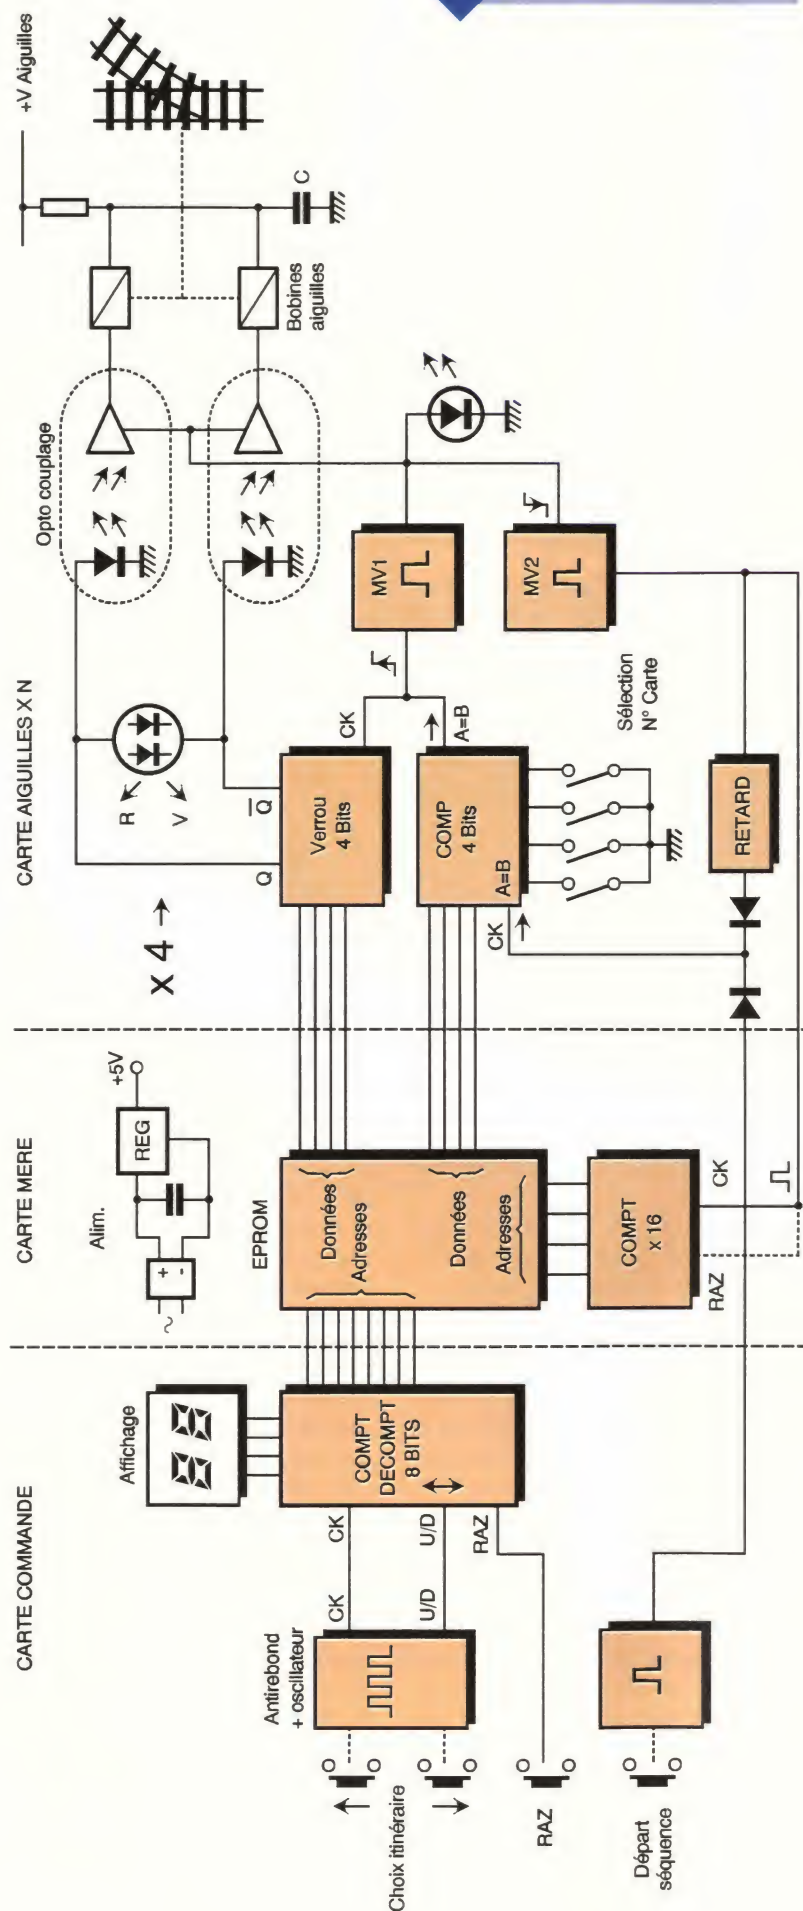 CARTE COMMANDE
Choix itinéraire
RAZ
Départ
séquence
Antirebond
+ oscillateur
CK
U/D
CK
U/D
RAZ
Affichage
88
COMPT
DECOMPT
8 BITS
CARTE MERE
Alim.
+
-
~
REG
+5V
EPROM
Données
Adresses
Données
Adresses
COMPT
x 16
RAZ
CK
CARTE AIGUILLES X N
X 4
R
V
Q
Q̅
Verrou
4 Bits
CK
COMP
4 Bits
A=B
A=B
CK
Sélection
N° Carte
RETARD
MV1
MV2
Opto couplage
Bobines
aiguilles
C
+V Aiguilles